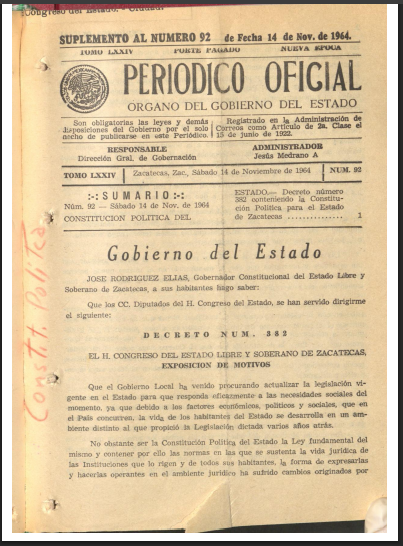 Congreso del Estado.- Ciudad.
SUPLEMENTO AL NUMERO 92 de Fecha 14 de Nov. de 1964.
TOMO LXXIV PORTE PAGADO NUEVA EPOCA
PERIODICO OFICIAL
ORGANO DEL GOBIERNO DEL ESTADO
Son obligatorias las leyes y demás
disposiciones del Gobierno por el solo
hecho de publicarse en este Periódico.
Registrado en la Administración de
Correos como Artículo de 2a. Clase el
15 de junio de 1922.
RESPONSABLE
Dirección Gral. de Gobernación
ADMINISTRADOR
Jesús Medrano A
TOMO LXXIV Zacatecas, Zac., Sábado 14 de Noviembre de 1964 NUM. 92
:-: SUMARIO :-:
Núm. 92 — Sábado 14 de Nov. de 1964
CONSTITUCION POLITICA DEL
ESTADO.— Decreto número
382 conteniendo la Constitu-
ción Política para el Estado
de Zacatecas .............. 1
Gobierno del Estado
JOSE RODRIGUEZ ELIAS, Gobernador Constitucional del Estado Libre y
Soberano de Zacatecas, a sus habitantes hago saber:
Que los CC. Diputados del H. Congreso del Estado, se han servido dirigirme
el siguiente:
DECRETO NUM. 382
EL H. CONGRESO DEL ESTADO LIBRE Y SOBERANO DE ZACATECAS,
EXPOSICION DE MOTIVOS
Que el Gobierno Local ha venido procurando actualizar la legislación vi-
gente en el Estado para que responda eficazmente a las necesidades sociales del
momento, ya que debido a los factores económicos, políticos y sociales, que en
el País concurren, la vida de los habitantes del Estado se desarrolla en un am-
biente distinto al que propició la Legislación dictada varios años atrás.
No obstante ser la Constitución Política del Estado la Ley fundamental del
mismo y contener por ello las normas en las que se sustenta la vida jurídica de
las Instituciones que lo rigen y de todos sus habitantes, la forma de expresarlas
y hacerlas operantes en el ambiente jurídico ha sufrido cambios originados por
Constit. Politica